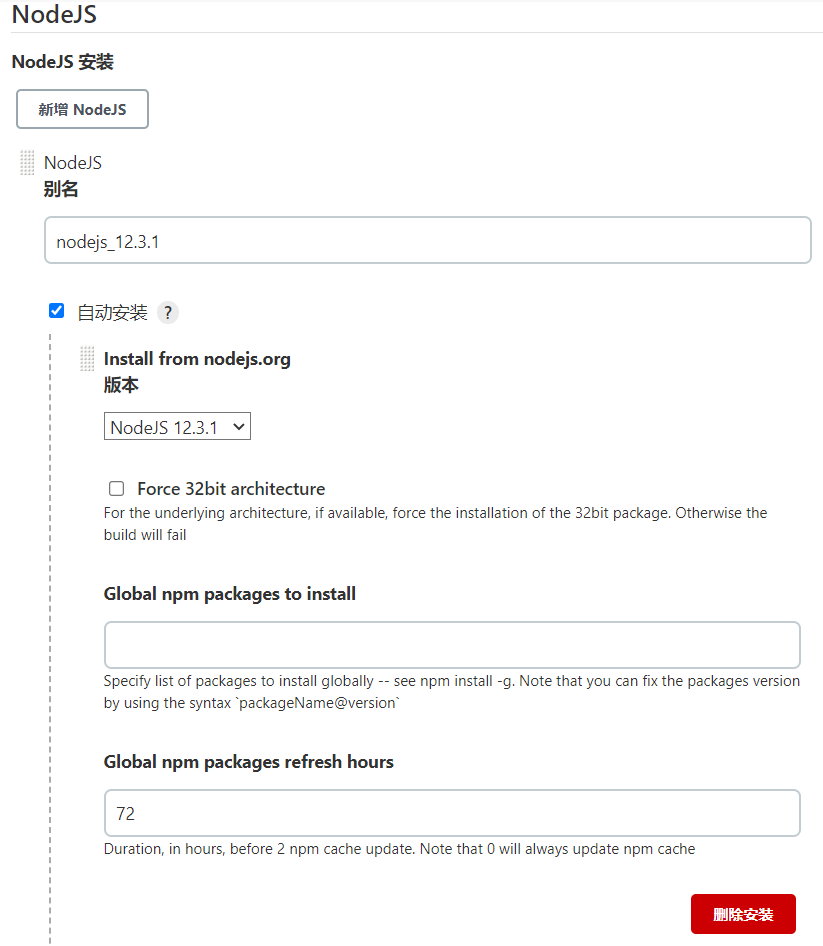 NodeJS
NodeJS 安装
新增 NodeJS
NodeJS
别名
nodejs_12.3.1
自动安装 ?
Install from nodejs.org
版本
NodeJS 12.3.1
Force 32bit architecture
For the underlying architecture, if available, force the installation of the 32bit package. Otherwise the
build will fail
Global npm packages to install
Specify list of packages to install globally -- see npm install -g. Note that you can fix the packages version
by using the syntax `packageName@version`
Global npm packages refresh hours
72
Duration, in hours, before 2 npm cache update. Note that 0 will always update npm cache
删除安装